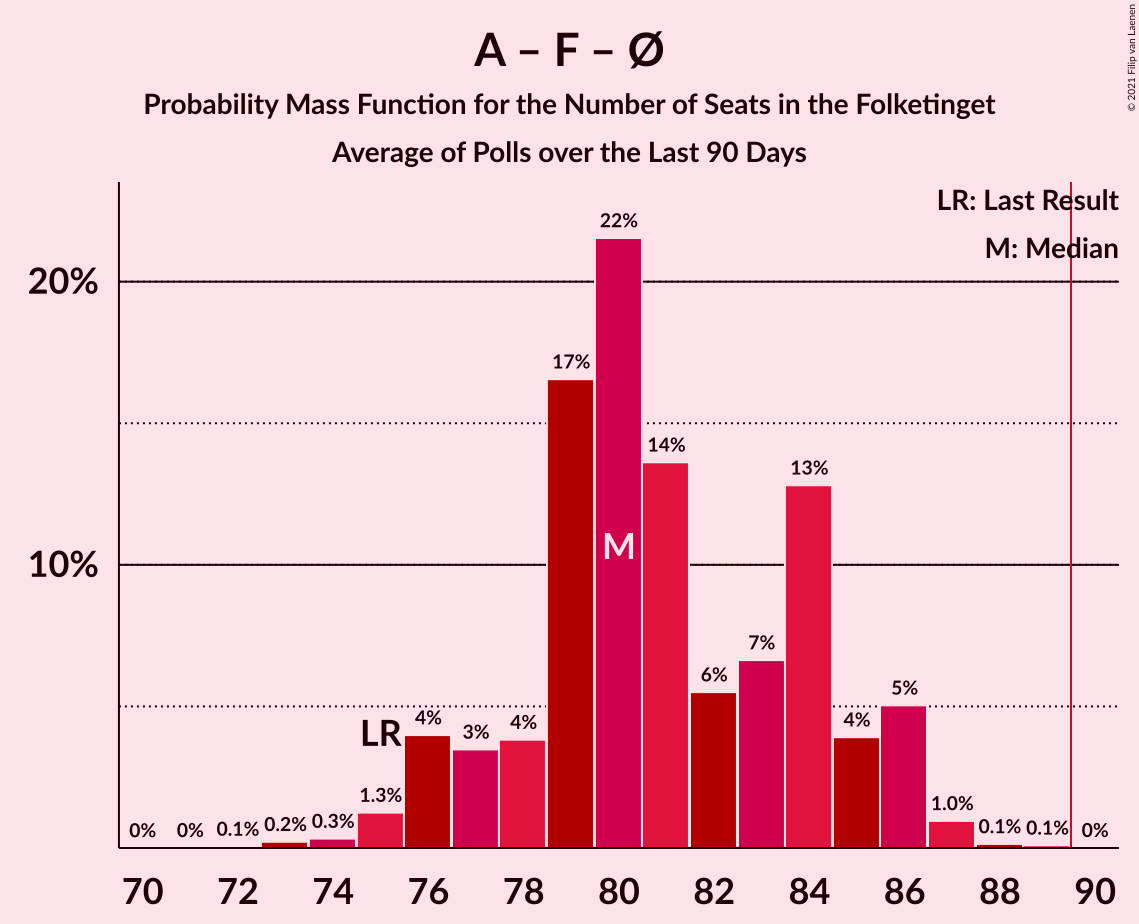 A – F – Ø
Probability Mass Function for the Number of Seats in the Folketinget
Average of Polls over the Last 90 Days
© 2021 Filip van Laenen
LR: Last Result
M: Median
20%
10%
0%
0%
0.1%
0.2%
0.3%
1.3%
LR
4%
3%
4%
17%
22%
M
14%
6%
7%
13%
4%
5%
1.0%
0.1%
0.1%
0%
70 72 74 76 78 80 82 84 86 88 90